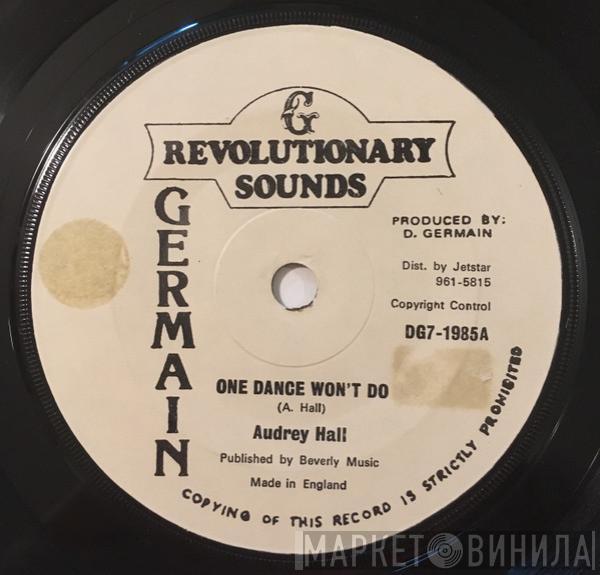 G
REVOLUTIONARY
SOUNDS
GERMAIN
PRODUCED BY:
D. GERMAIN
Dist. by Jetstar
961-5815
Copyright Control
DG7-1985A
ONE DANCE WON'T DO
(A. Hall)
Audrey Hall
Published by Beverly Music
Made in England
COPYING OF THIS RECORD IS STRICTLY PROHIBITED
МАРКЕТ ВИНИЛА